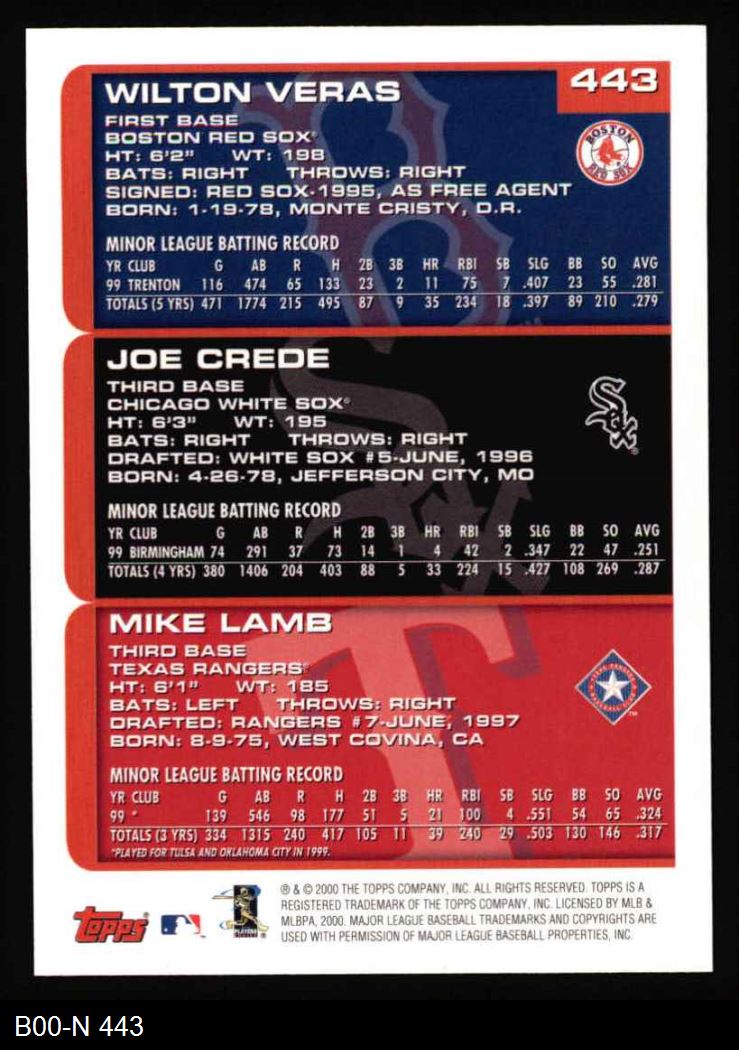 WILTON VERAS
443
FIRST BASE
BOSTON RED SOX®
HT: 6'2" WT: 198
BATS: RIGHT THROWS: RIGHT
SIGNED: RED SOX-1995, AS FREE AGENT
BORN: 1-19-78, MONTE CRISTY, D.R.
BOSTON
RED SOX
MINOR LEAGUE BATTING RECORD
YR CLUB G AB R H 2B 3B HR RBI SB SLG BB SO AVG
99 TRENTON 116 474 65 133 23 2 11 75 7 .407 23 55 .281
TOTALS (5 YRS) 471 1774 215 495 87 9 35 234 18 .397 89 210 .279
JOE CREDE
THIRD BASE
CHICAGO WHITE SOX®
HT: 6'3" WT: 195
BATS: RIGHT THROWS: RIGHT
DRAFTED: WHITE SOX #5-JUNE, 1996
BORN: 4-26-78, JEFFERSON CITY, MO
Sox
MINOR LEAGUE BATTING RECORD
YR CLUB G AB R H 2B 3B HR RBI SB SLG BB SO AVG
99 BIRMINGHAM 74 291 37 73 14 1 4 42 2 .347 22 47 .251
TOTALS (4 YRS) 380 1406 204 403 88 5 33 224 15 .427 108 269 .287
MIKE LAMB
THIRD BASE
TEXAS RANGERS®
HT: 6'1" WT: 185
BATS: LEFT THROWS: RIGHT
DRAFTED: RANGERS #7-JUNE, 1997
BORN: 8-9-75, WEST COVINA, CA
MINOR LEAGUE BATTING RECORD
YR CLUB G AB R H 2B 3B HR RBI SB SLG BB SO AVG
99 * 139 546 98 177 51 5 21 100 4 .551 54 65 .324
TOTALS (3 YRS) 334 1315 240 417 105 11 39 240 29 .503 130 146 .317
*PLAYED FOR TULSA AND OKLAHOMA CITY IN 1999.
topps
® & © 2000 THE TOPPS COMPANY, INC. ALL RIGHTS RESERVED. TOPPS IS A
REGISTERED TRADEMARK OF THE TOPPS COMPANY, INC. LICENSED BY MLB &
MLBPA, 2000. MAJOR LEAGUE BASEBALL TRADEMARKS AND COPYRIGHTS ARE
USED WITH PERMISSION OF MAJOR LEAGUE BASEBALL PROPERTIES, INC.
B00-N 443